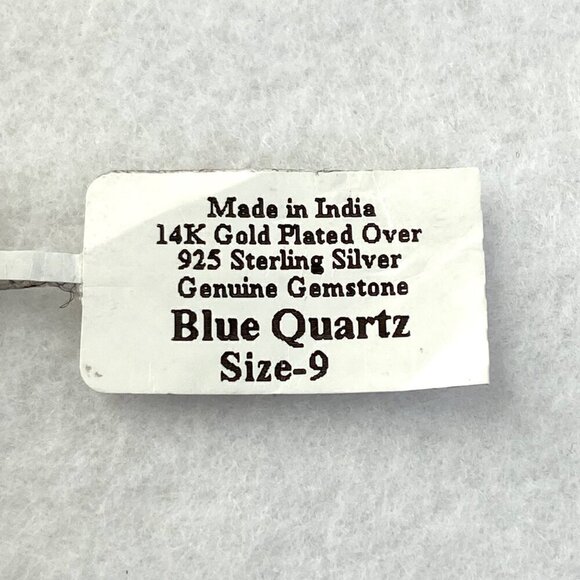 Made in India
14K Gold Plated Over
925 Sterling Silver
Genuine Gemstone
Blue Quartz
Size-9